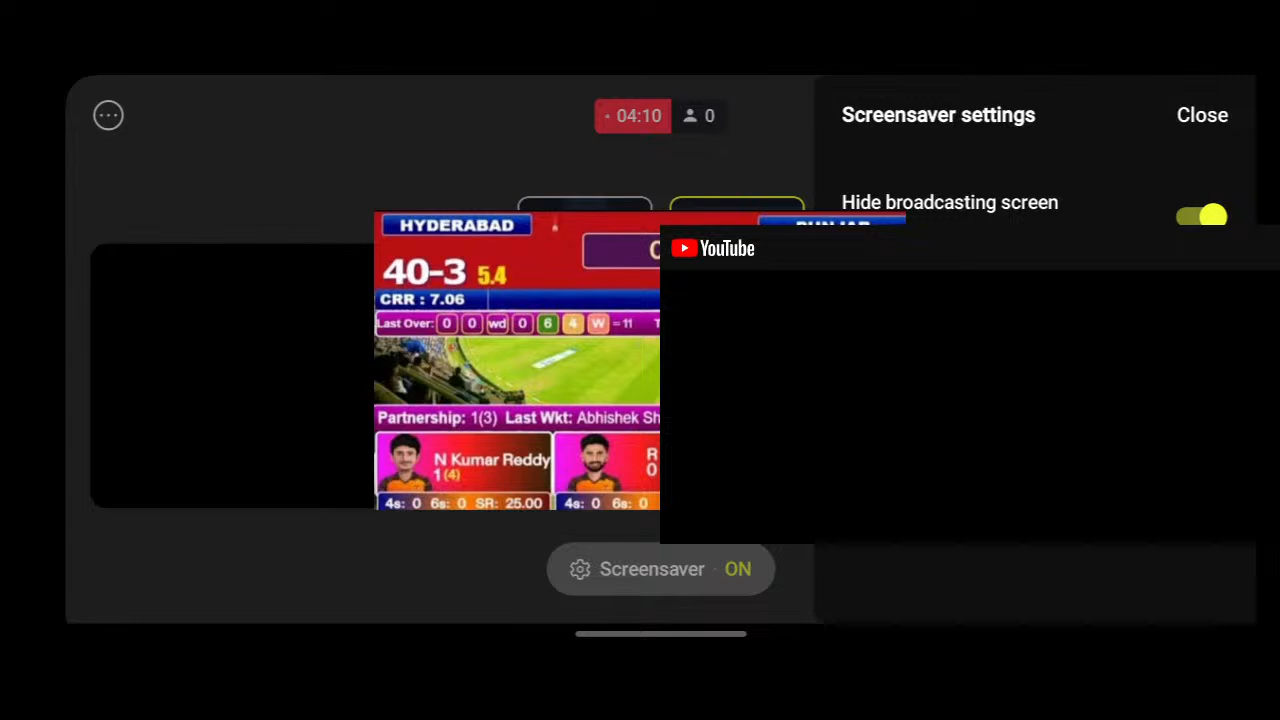 04:10 0
Screensaver settings Close
Hide broadcasting screen
HYDERABAD
40-3 5.4
CRR : 7.06
YouTube
Last Over: 0 0 wd 0 6 4 W = 11
Partnership: 1(3) Last Wkt: Abhishek Sh
N Kumar Reddy R
1 (4) 0
4s: 0 6s: 0 SR: 25.00 4s: 0 6s: 0
Screensaver · ON